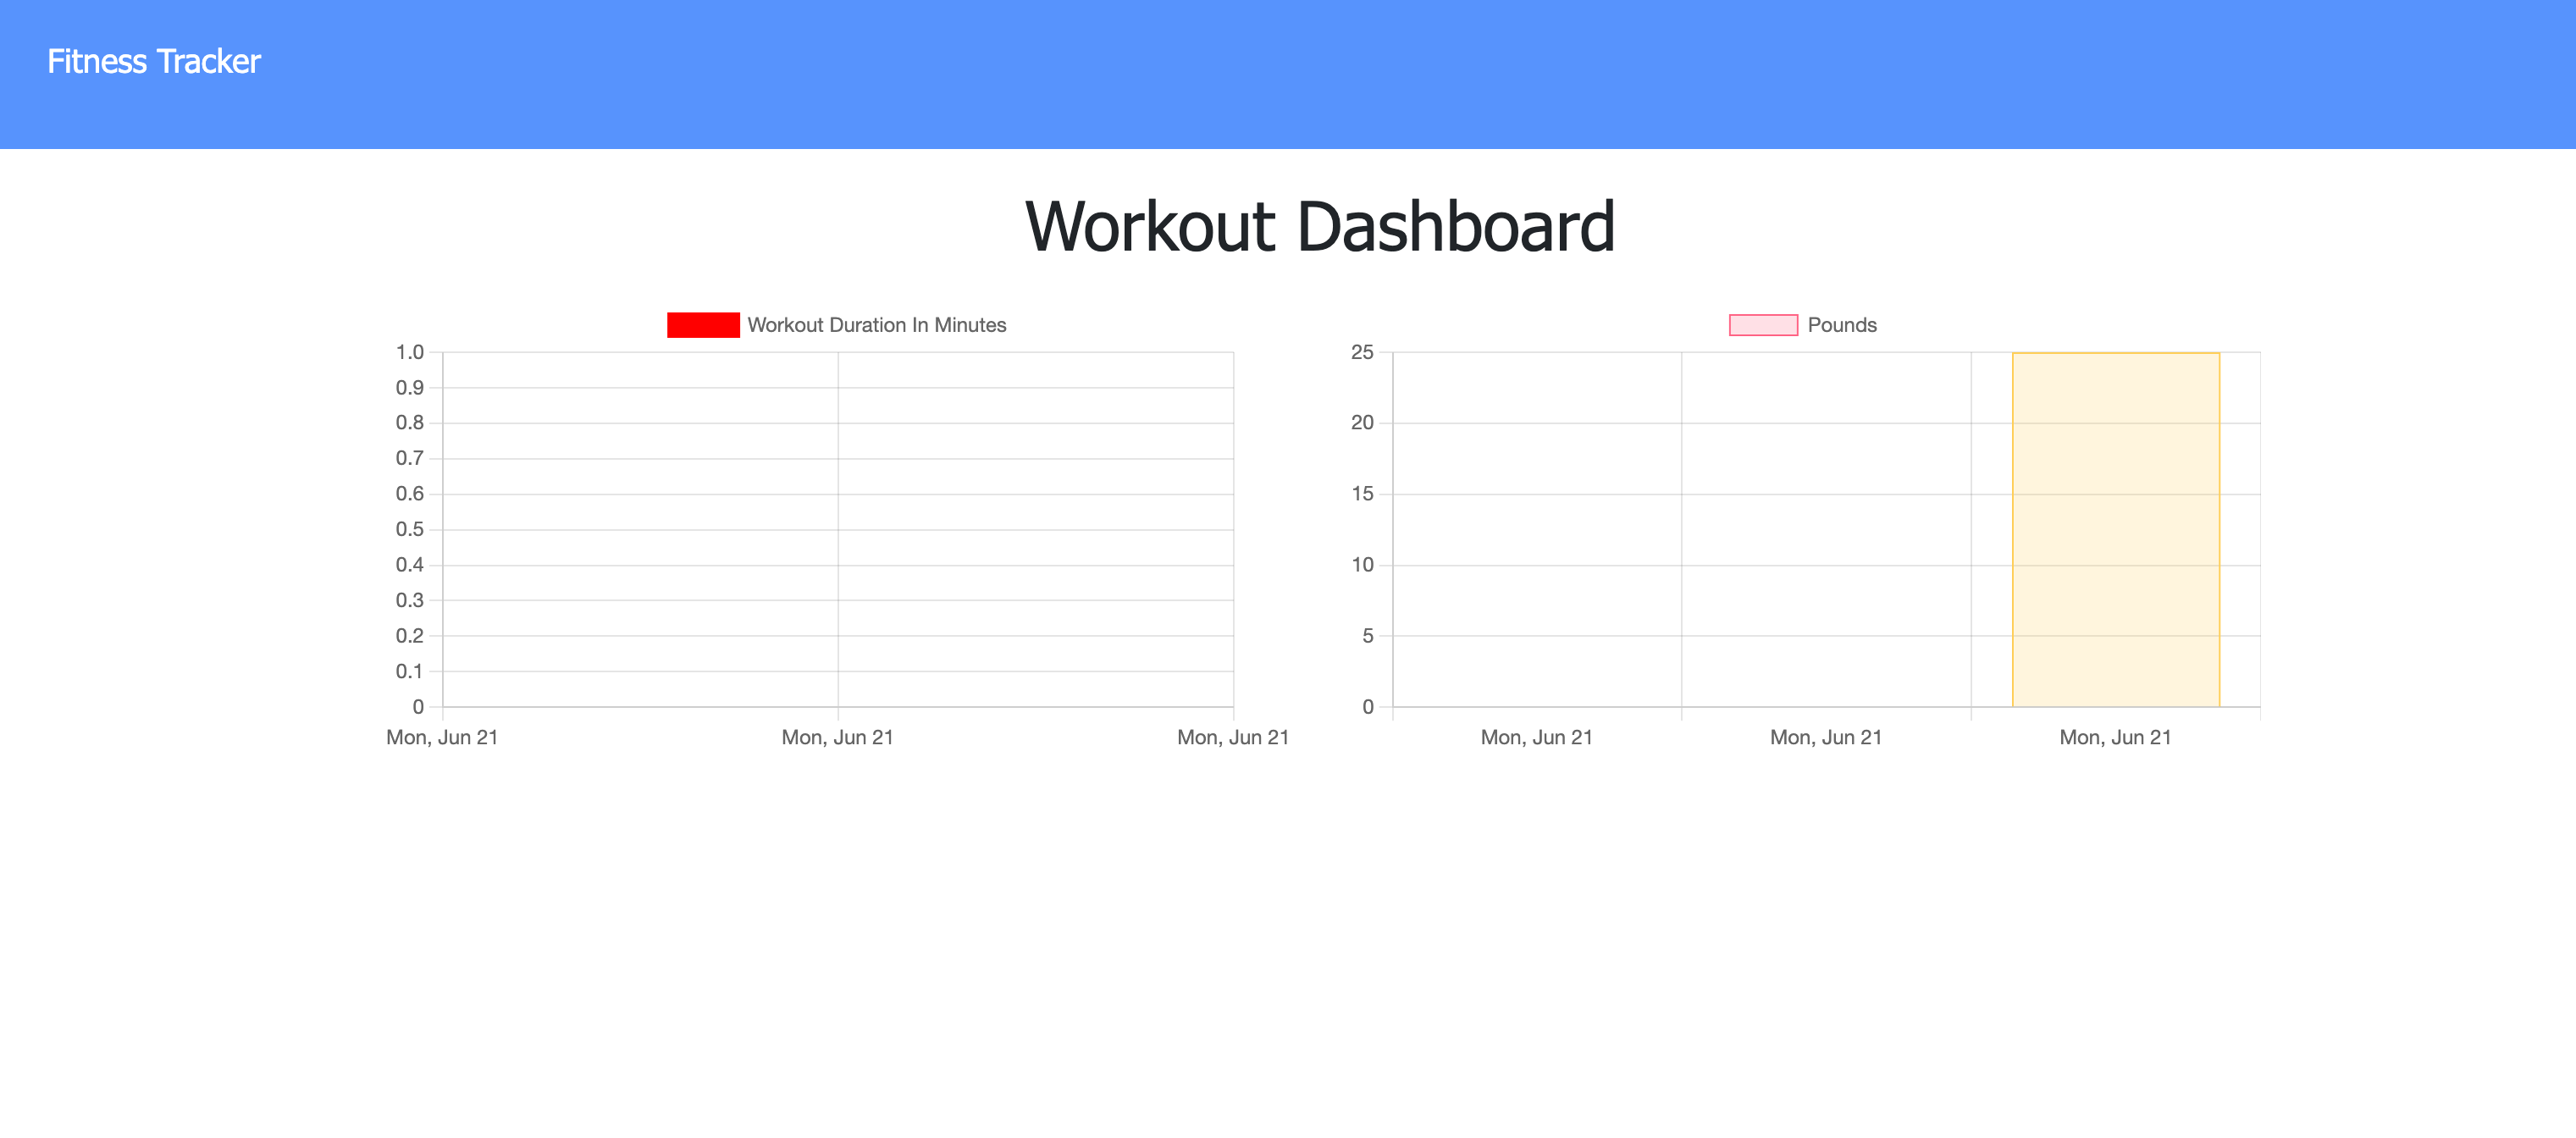 Fitness Tracker
Workout Dashboard
Workout Duration In Minutes
1.0
0.9
0.8
0.7
0.6
0.5
0.4
0.3
0.2
0.1
0
Mon, Jun 21 Mon, Jun 21 Mon, Jun 21
Pounds
25
20
15
10
5
0
Mon, Jun 21 Mon, Jun 21 Mon, Jun 21